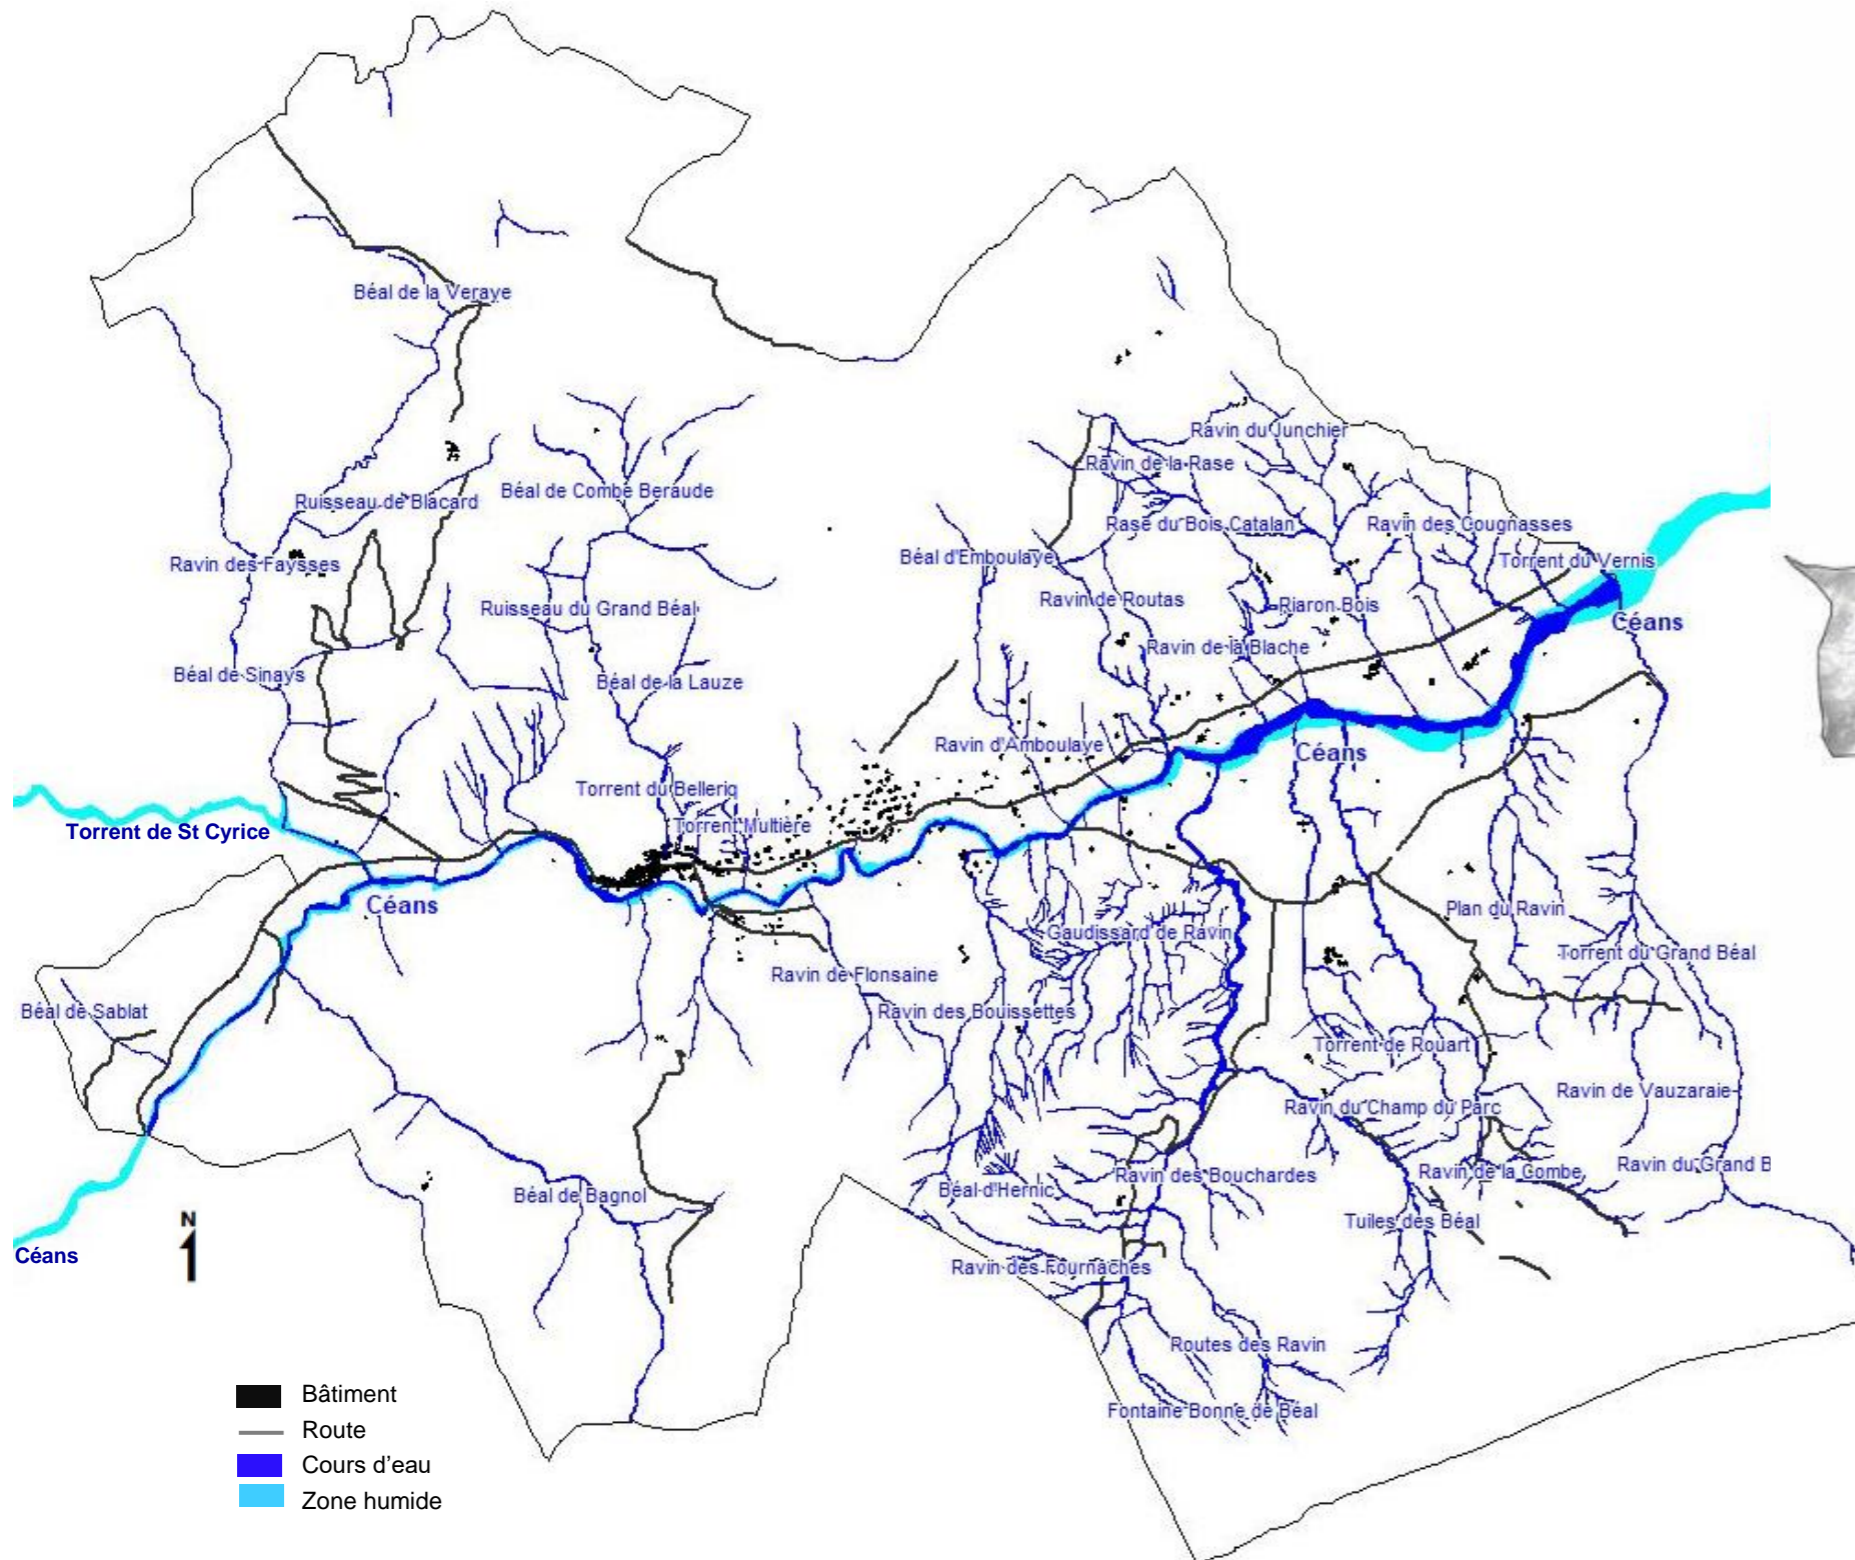 Béal de la Veraye
Ravin du Junchier
Ravin de la Rase
Ruisseau de Blacard
Béal de Combe Beraude
Rase du Bois Catalan
Ravin des Cougnasses
Ravin des Faysses
Béal d'Emboulaye
Torrent du Vernis
Ruisseau du Grand Béal
Ravin de Routas
Riaron Bois
Céans
Béal de Sinays
Béal de la Lauze
Ravin de la Blache
Ravin d'Amboulaye
Céans
Torrent du Belleriq
Torrent de St Cyrice
Torrent Multière
Céans
Plan du Ravin
Gaudissard de Ravin
Torrent du Grand Béal
Ravin de Flonsaine
Béal de Sablat
Ravin des Bouissettes
Torrent de Rouart
Ravin de Vauzaraie
Ravin du Champ du Parc
Ravin des Bouchardes
Ravin de la Combe
Ravin du Grand B
Béal de Bagnol
Béal d'Hernic
Tuiles des Béal
N
Céans
Ravin des Fournaches
Routes des Ravin
Fontaine Bonne de Béal
Bâtiment
Route
Cours d'eau
Zone humide